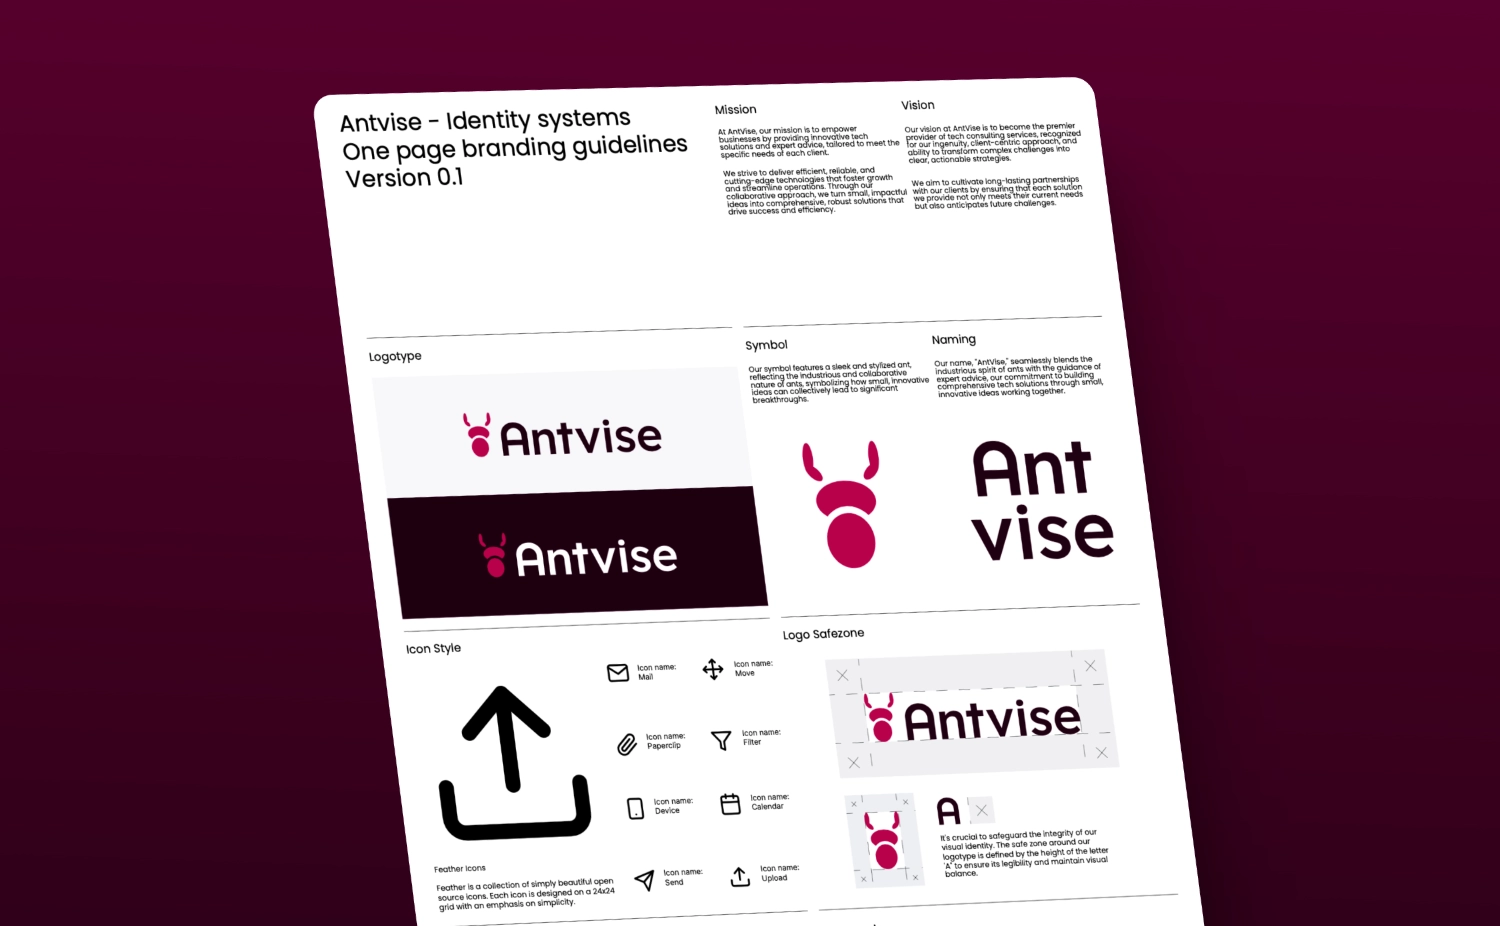 Antvise - Identity systems
One page branding guidelines
Version 0.1
Mission
At AntVise, our mission is to empower
businesses by providing innovative tech
solutions and expert advice, tailored to meet the
specific needs of each client.
We strive to deliver efficient, reliable, and
cutting-edge technologies that foster growth
and streamline operations. Through our
collaborative approach, we turn small, impactful
ideas into comprehensive, robust solutions that
drive success and efficiency.
Vision
Our vision at AntVise is to become the premier
provider of tech consulting services, recognized
for our ingenuity, client-centric approach, and
ability to transform complex challenges into
clear, actionable strategies.
We aim to cultivate long-lasting partnerships
with our clients by ensuring that each solution
we provide not only meets their current needs
but also anticipates future challenges.
Logotype
Antvise
Antvise
Symbol
Our symbol features a sleek and stylized ant,
reflecting the industrious and collaborative
nature of ants, symbolizing how small, innovative
ideas can collectively lead to significant
breakthroughs.
Naming
Our name, "AntVise," seamlessly blends the
industrious spirit of ants with the guidance of
expert advice, our commitment to building
comprehensive tech solutions through small,
innovative ideas working together.
Ant
vise
Icon Style
Icon name:
Mail
Icon name:
Move
Icon name:
Paperclip
Icon name:
Filter
Icon name:
Device
Icon name:
Calendar
Icon name:
Send
Icon name:
Upload
Feather icons
Feather is a collection of simply beautiful open
source icons. Each icon is designed on a 24x24
grid with an emphasis on simplicity.
Logo Safezone
Antvise
A
It's crucial to safeguard the integrity of our
visual identity. The safe zone around our
logotype is defined by the height of the letter
'A' to ensure its legibility and maintain visual
balance.